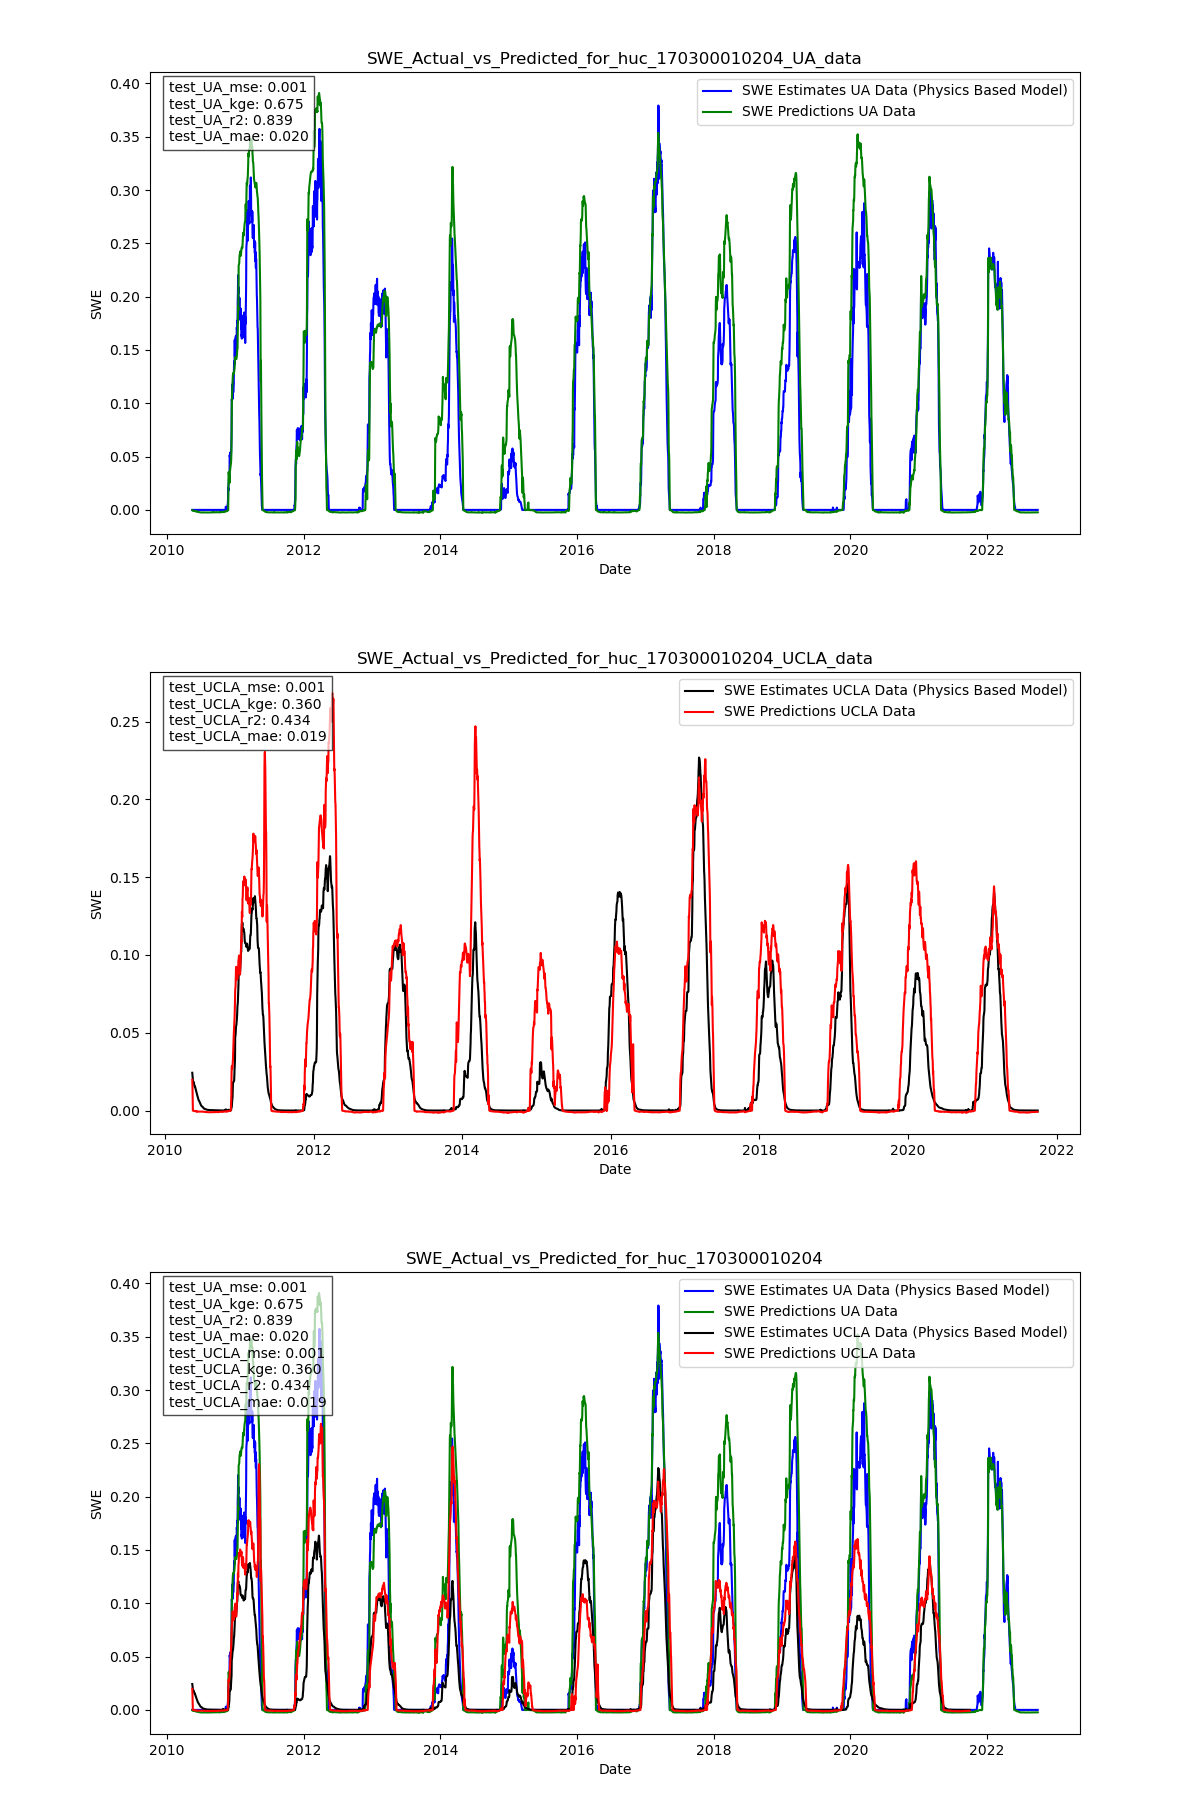 SWE_Actual_vs_Predicted_for_huc_170300010204_UA_data
test_UA_mse: 0.001
test_UA_kge: 0.675
test_UA_r2: 0.839
test_UA_mae: 0.020
SWE Estimates UA Data (Physics Based Model)
SWE Predictions UA Data
SWE
0.40
0.35
0.30
0.25
0.20
0.15
0.10
0.05
0.00
2010 2012 2014 2016 2018 2020 2022
Date
SWE_Actual_vs_Predicted_for_huc_170300010204_UCLA_data
test_UCLA_mse: 0.001
test_UCLA_kge: 0.360
test_UCLA_r2: 0.434
test_UCLA_mae: 0.019
SWE Estimates UCLA Data (Physics Based Model)
SWE Predictions UCLA Data
SWE
0.25
0.20
0.15
0.10
0.05
0.00
2010 2012 2014 2016 2018 2020 2022
Date
SWE_Actual_vs_Predicted_for_huc_170300010204
test_UA_mse: 0.001
test_UA_kge: 0.675
test_UA_r2: 0.839
test_UA_mae: 0.020
test_UCLA_mse: 0.001
test_UCLA_kge: 0.360
test_UCLA_r2: 0.434
test_UCLA_mae: 0.019
SWE Estimates UA Data (Physics Based Model)
SWE Predictions UA Data
SWE Estimates UCLA Data (Physics Based Model)
SWE Predictions UCLA Data
SWE
0.40
0.35
0.30
0.25
0.20
0.15
0.10
0.05
0.00
2010 2012 2014 2016 2018 2020 2022
Date